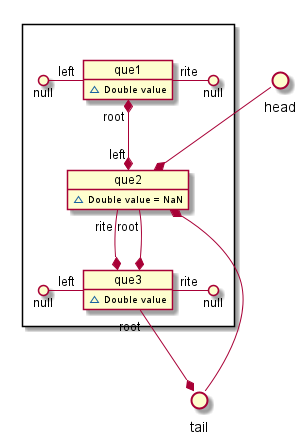 que1
Double value
left
rite
null
null
head
root
left
que2
Double value = NaN
rite
root
que3
Double value
left
rite
null
null
root
tail